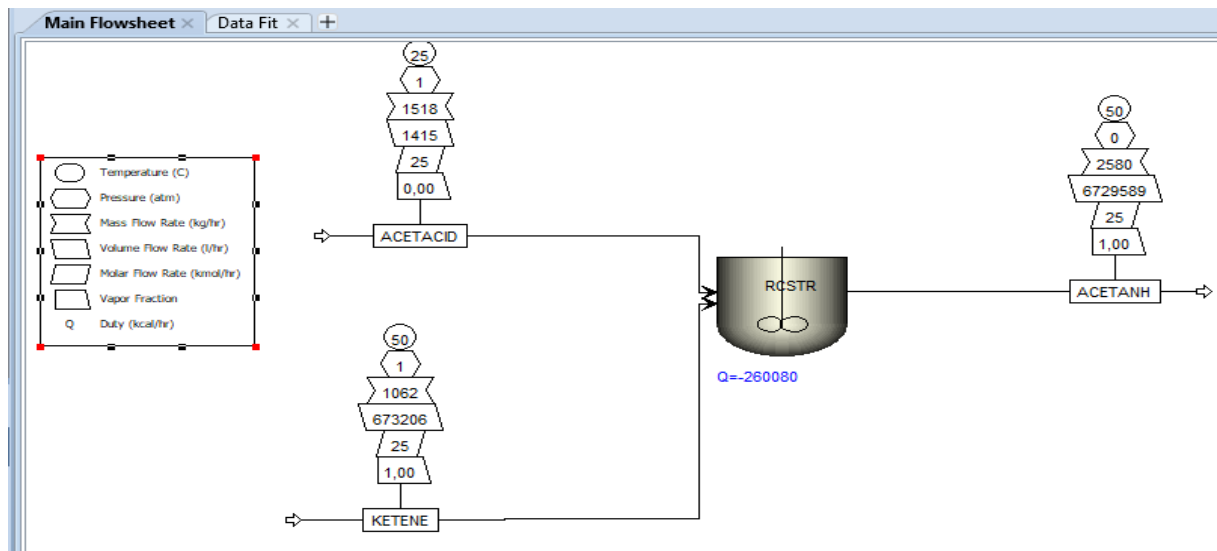 Main Flowsheet
Data Fit
25
1
1518
1415
25
0,00
ACETACID
Temperature (C)
Pressure (atm)
Mass Flow Rate (kg/hr)
Volume Flow Rate (l/hr)
Molar Flow Rate (kmol/hr)
Vapor Fraction
Q Duty (kcal/hr)
50
1
1062
673206
25
1,00
KETENE
RCSTR
Q=-260080
50
0
2580
6729589
25
1,00
ACETANH